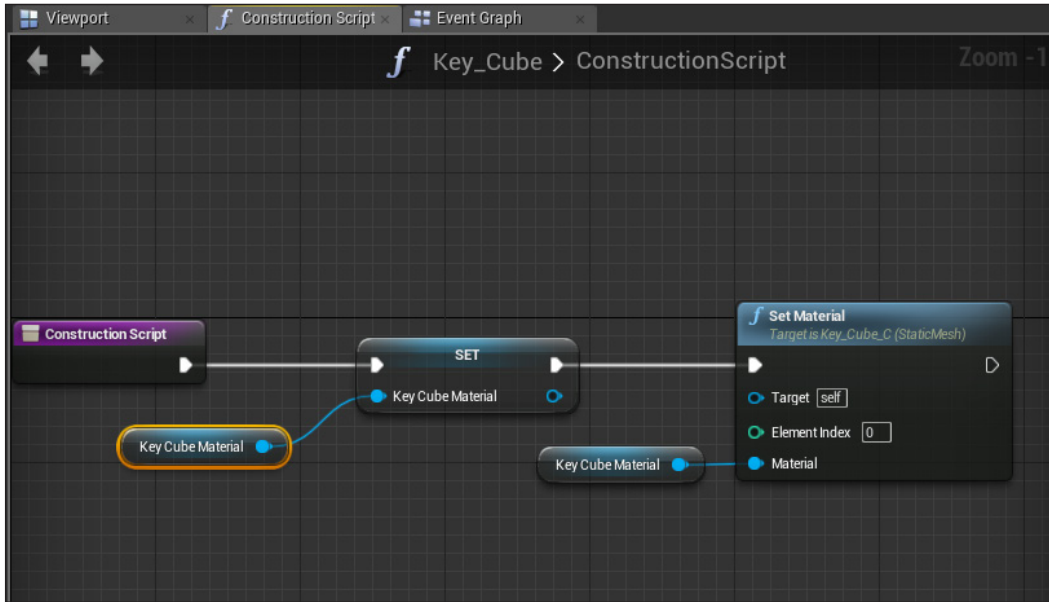 Viewport
Construction Script
Event Graph
Key_Cube > ConstructionScript
Zoom -1
Construction Script
SET
Key Cube Material
Key Cube Material
Set Material
Target is Key_Cube_C (StaticMesh)
Target self
Element Index 0
Key Cube Material
Material